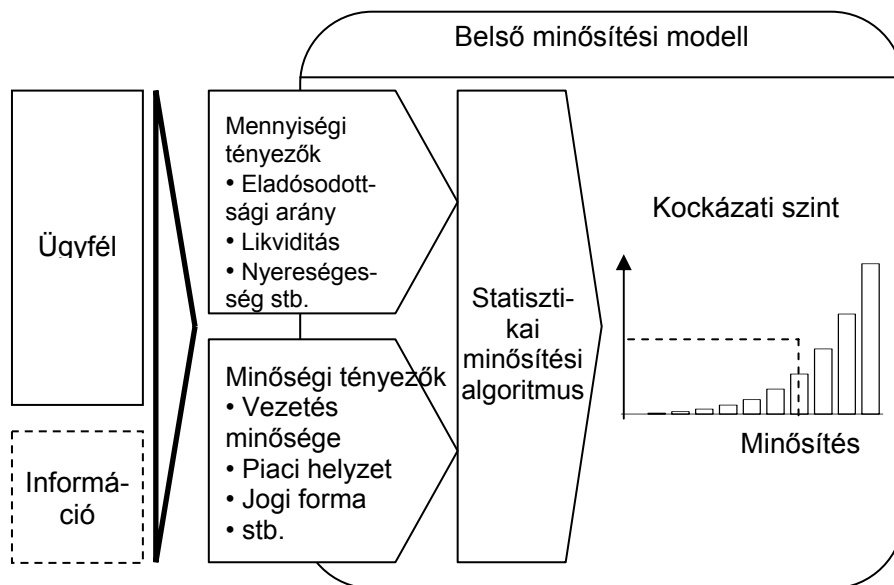 Belső minősítési modell
Ügyfél
Informá-
ció
Mennyiségi
tényezők
• Eladósodott-
sági arány
• Likviditás
• Nyereséges-
ség stb.
Minőségi tényezők
• Vezetés
minősége
• Piaci helyzet
• Jogi forma
• stb.
Statiszti-
kai
minősítési
algoritmus
Kockázati szint
Minősítés